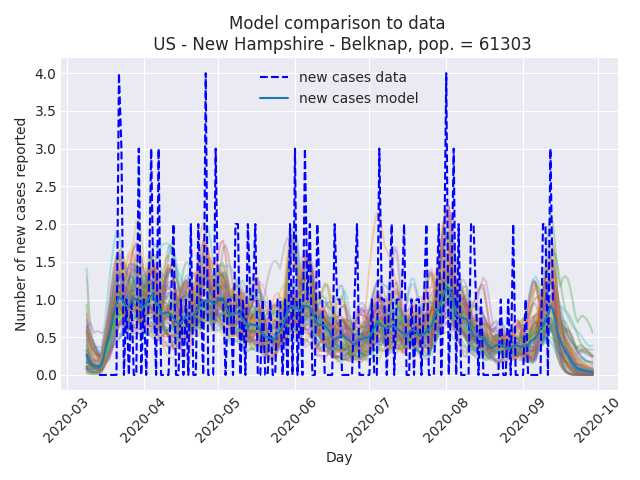 Model comparison to data
US - New Hampshire - Belknap, pop. = 61303
new cases data
new cases model
Number of new cases reported
4.0
3.5
3.0
2.5
2.0
1.5
1.0
0.5
0.0
2020-03
2020-04
2020-05
2020-06
2020-07
2020-08
2020-09
2020-10
Day